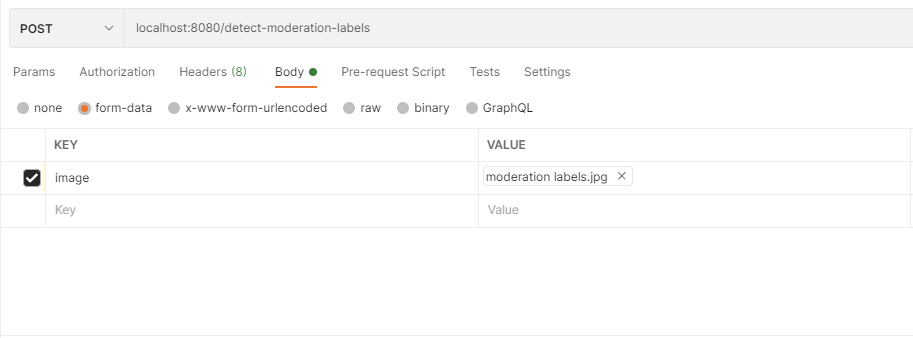 POST localhost:8080/detect-moderation-labels
Params Authorization Headers (8) Body Pre-request Script Tests Settings
none form-data x-www-form-urlencoded raw binary GraphQL
KEY VALUE
image moderation labels.jpg
Key Value